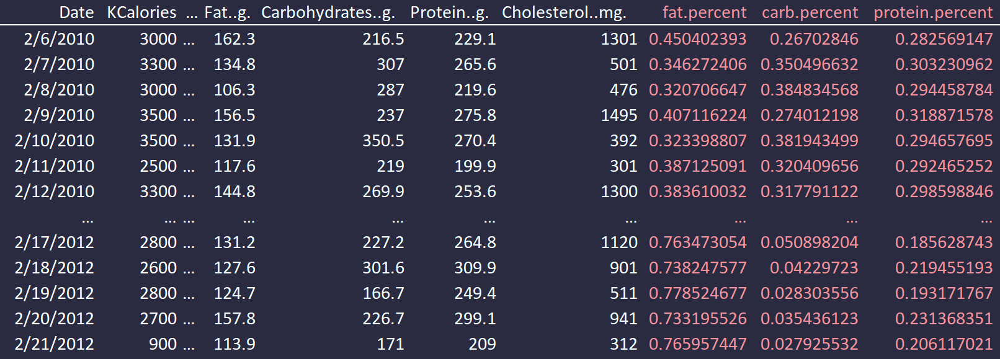 Date KCalories ... Fat..g. Carbohydrates..g. Protein..g. Cholesterol..mg. fat.percent carb.percent protein.percent
2/6/2010 3000 ... 162.3 216.5 229.1 1301 0.450402393 0.26702846 0.282569147
2/7/2010 3300 ... 134.8 307 265.6 501 0.346272406 0.350496632 0.303230962
2/8/2010 3000 ... 106.3 287 219.6 476 0.320706647 0.384834568 0.294458784
2/9/2010 3500 ... 156.5 237 275.8 1495 0.407116224 0.274012198 0.318871578
2/10/2010 3500 ... 131.9 350.5 270.4 392 0.323398807 0.381943499 0.294657695
2/11/2010 2500 ... 117.6 219 199.9 301 0.387125091 0.320409656 0.292465252
2/12/2010 3300 ... 144.8 269.9 253.6 1300 0.383610032 0.317791122 0.298598846
... ... ... ... ... ... ... ... ... ...
2/17/2012 2800 ... 131.2 227.2 264.8 1120 0.763473054 0.050898204 0.185628743
2/18/2012 2600 ... 127.6 301.6 309.9 901 0.738247577 0.04229723 0.219455193
2/19/2012 2800 ... 124.7 166.7 249.4 511 0.778524677 0.028303556 0.193171767
2/20/2012 2700 ... 157.8 226.7 299.1 941 0.733195526 0.035436123 0.231368351
2/21/2012 900 ... 113.9 171 209 312 0.765957447 0.027925532 0.206117021